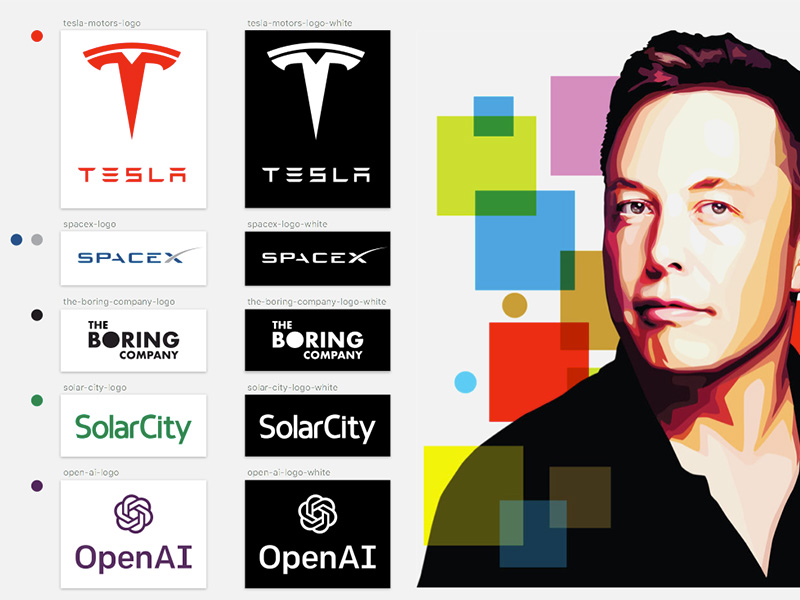 tesla-motors-logo
tesla-motors-logo-white
TESLA
TESLA
spacex-logo
spacex-logo-white
SPACEX
SPACEX
the-boring-company-logo
the-boring-company-logo-white
THE
BORING
COMPANY
THE
BORING
COMPANY
solar-city-logo
solar-city-logo-white
SolarCity
SolarCity
open-ai-logo
open-ai-logo-white
OpenAI
OpenAI